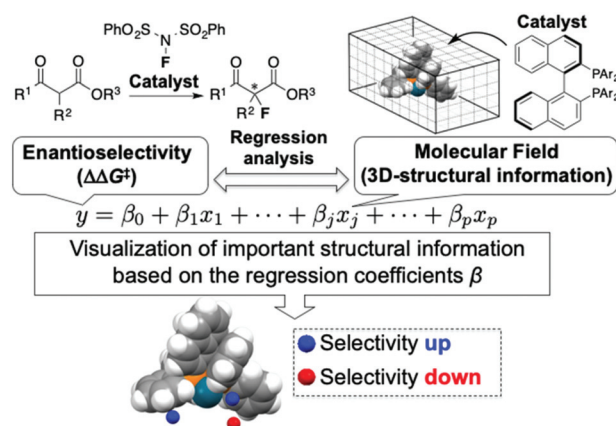 PhO₂S SO₂Ph
N
F
Catalyst
O O
R¹ OR³
R²
O O
*
R¹ OR³
R² F
Catalyst
PAr₂
PAr₂
Enantioselectivity
(ΔΔG‡)
Regression
analysis
Molecular Field
(3D-structural information)
y = β₀ + β₁x₁ + ⋯ + βⱼxⱼ + ⋯ + βₚxₚ
Visualization of important structural information
based on the regression coefficients β
Selectivity up
Selectivity down